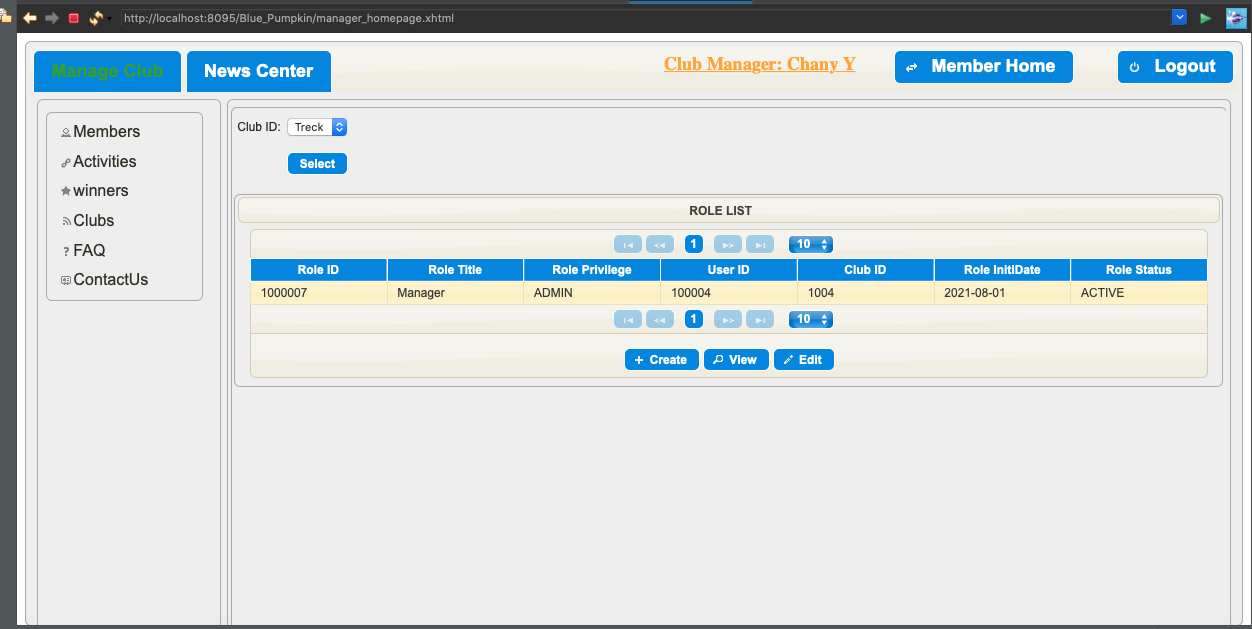 http://localhost:8095/Blue_Pumpkin/manager_homepage.xhtml
Manage Club News Center Club Manager: Chany Y Member Home Logout
Members
Activities
winners
Clubs
FAQ
ContactUs
Club ID: Treck
Select
ROLE LIST
1 10
Role ID Role Title Role Privilege User ID Club ID Role InitiDate Role Status
1000007 Manager ADMIN 100004 1004 2021-08-01 ACTIVE
1 10
Create View Edit